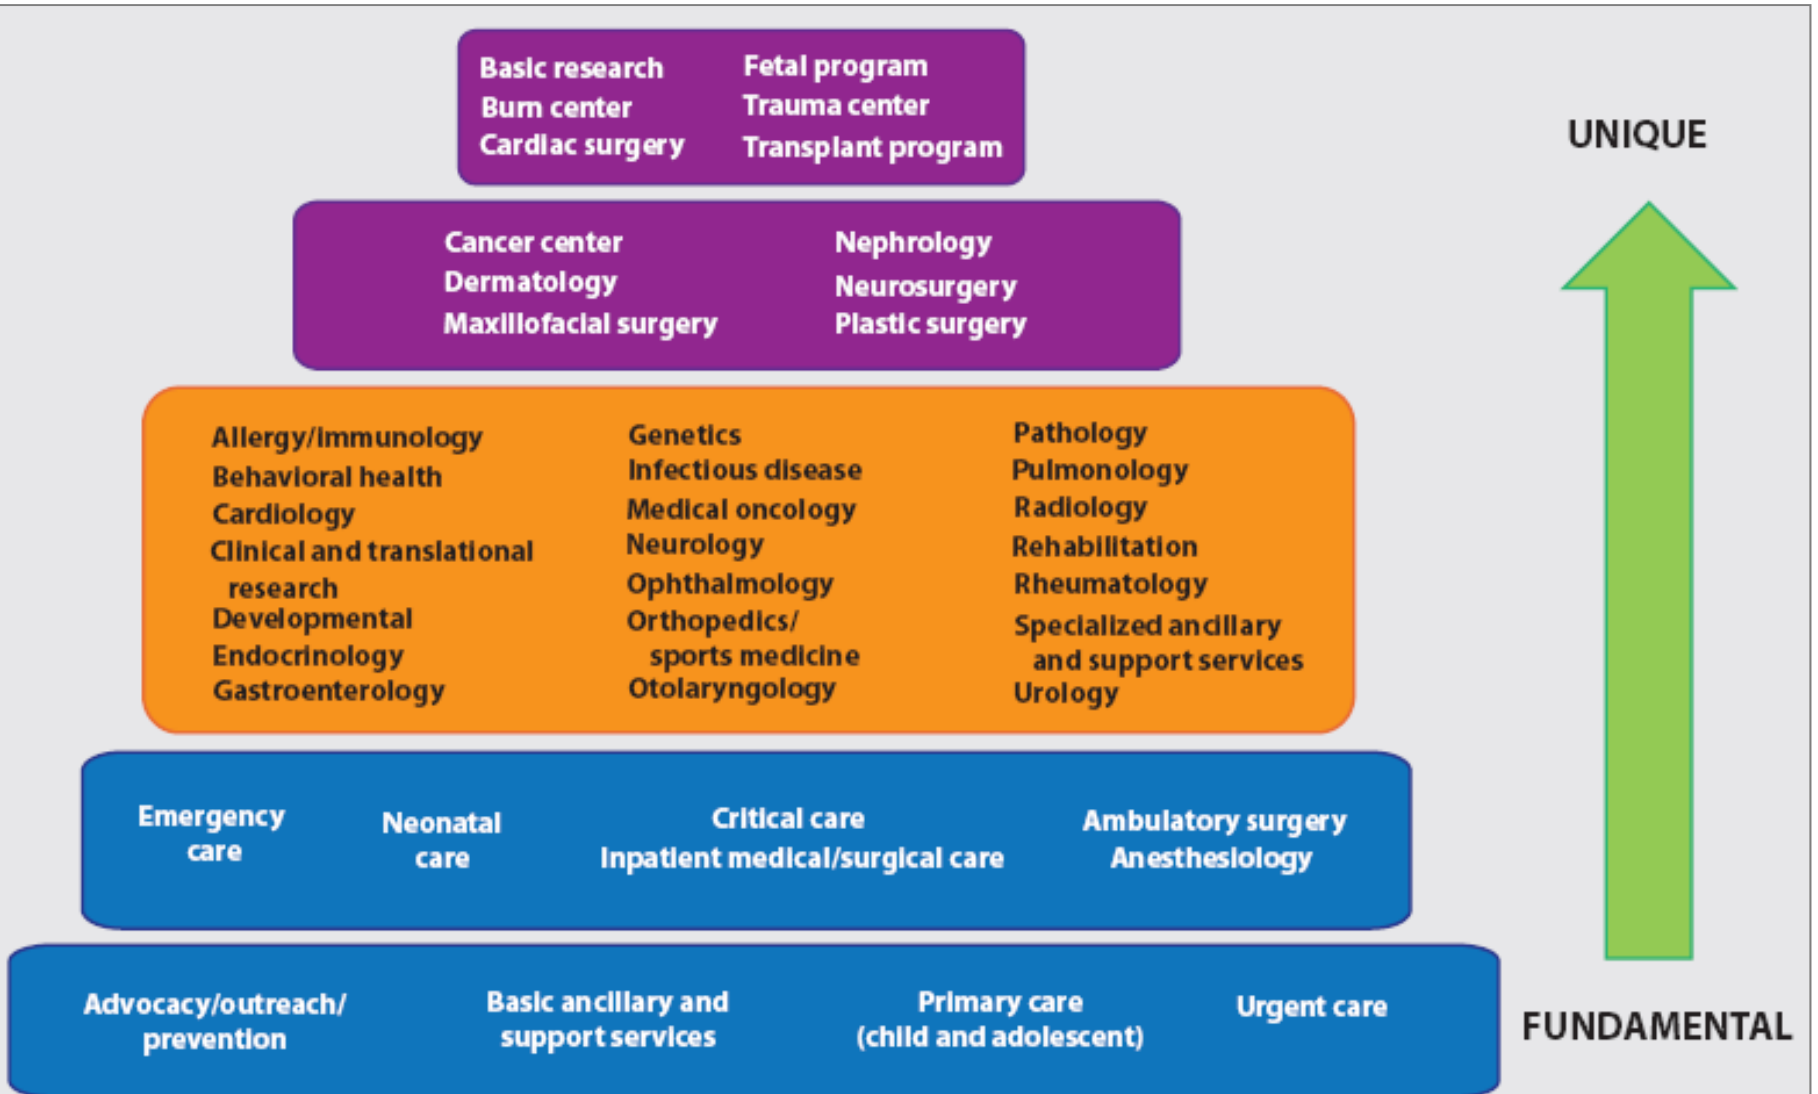 Basic research
Burn center
Cardiac surgery
Fetal program
Trauma center
Transplant program
UNIQUE
Cancer center
Dermatology
Maxillofacial surgery
Nephrology
Neurosurgery
Plastic surgery
Allergy/immunology
Behavioral health
Cardiology
Clinical and translational
research
Developmental
Endocrinology
Gastroenterology
Genetics
Infectious disease
Medical oncology
Neurology
Ophthalmology
Orthopedics/
sports medicine
Otolaryngology
Pathology
Pulmonology
Radiology
Rehabilitation
Rheumatology
Specialized ancillary
and support services
Urology
Emergency
care
Neonatal
care
Critical care
Inpatient medical/surgical care
Ambulatory surgery
Anesthesiology
Advocacy/outreach/
prevention
Basic ancillary and
support services
Primary care
(child and adolescent)
Urgent care
FUNDAMENTAL